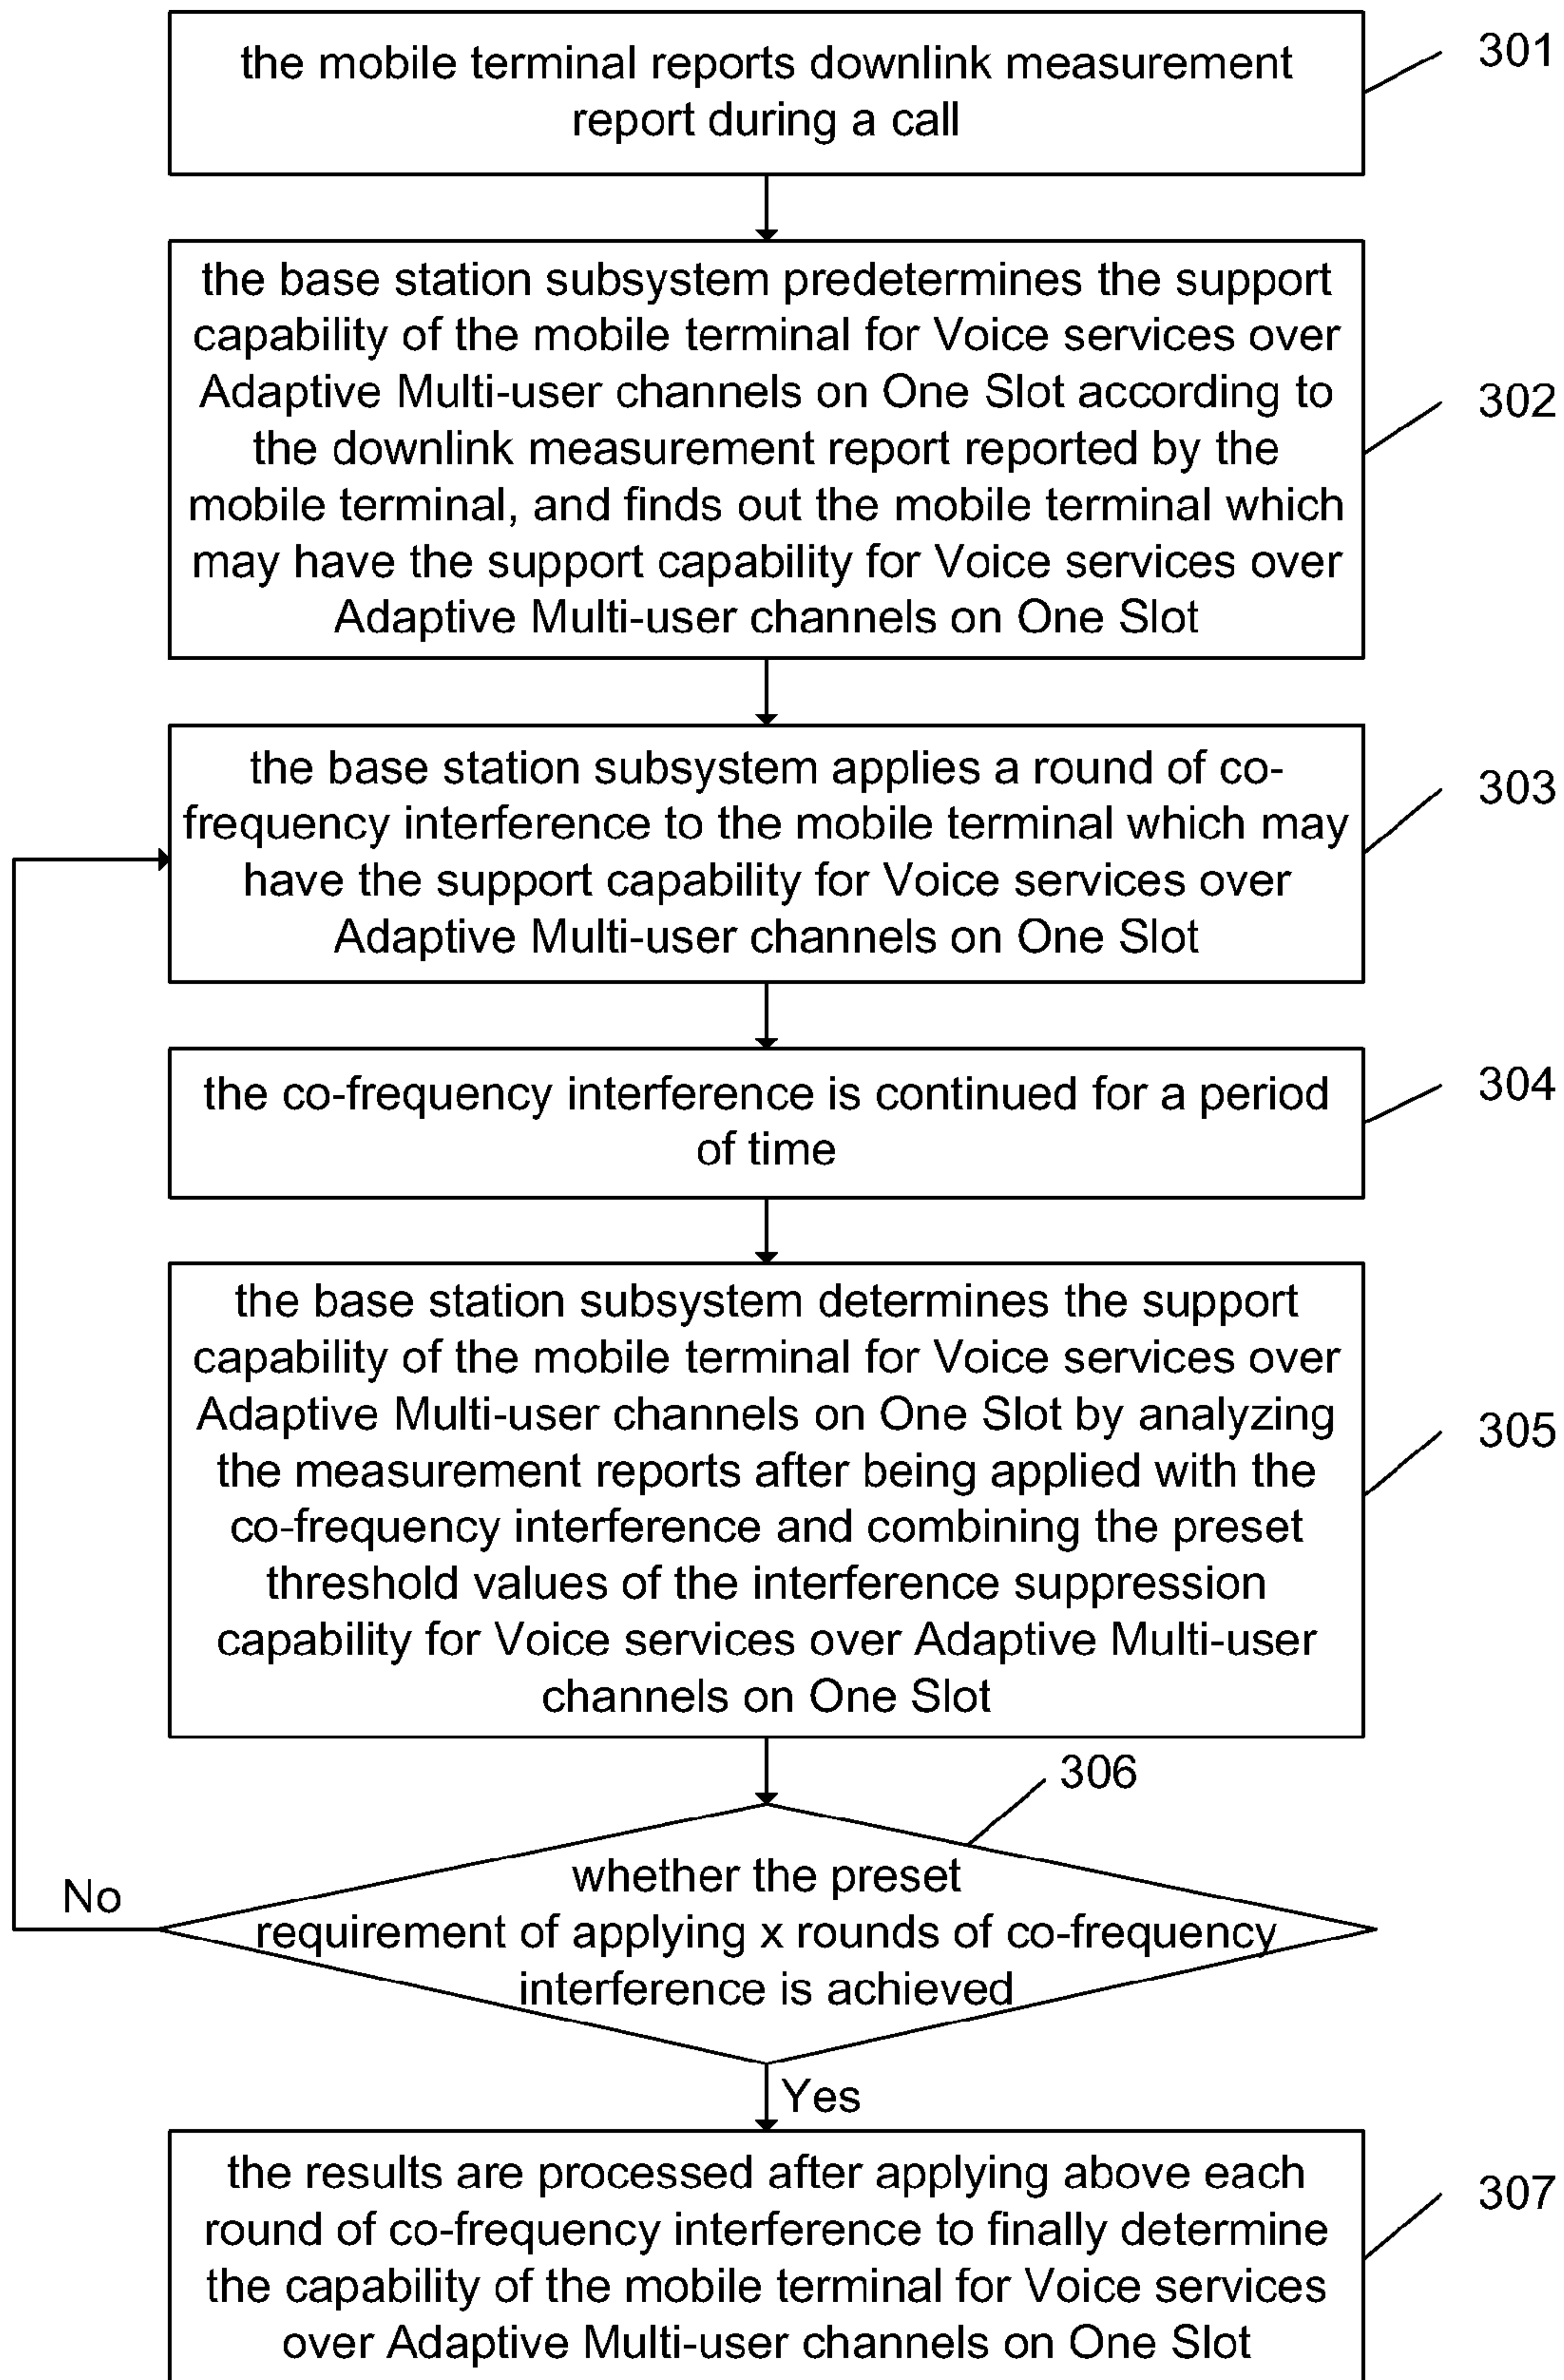 the mobile terminal reports downlink measurement
report during a call
301
the base station subsystem predetermines the support
capability of the mobile terminal for Voice services over
Adaptive Multi-user channels on One Slot according to
the downlink measurement report reported by the
mobile terminal, and finds out the mobile terminal which
may have the support capability for Voice services over
Adaptive Multi-user channels on One Slot
302
the base station subsystem applies a round of co-
frequency interference to the mobile terminal which may
have the support capability for Voice services over
Adaptive Multi-user channels on One Slot
303
the co-frequency interference is continued for a period
of time
304
the base station subsystem determines the support
capability of the mobile terminal for Voice services over
Adaptive Multi-user channels on One Slot by analyzing
the measurement reports after being applied with the
co-frequency interference and combining the preset
threshold values of the interference suppression
capability for Voice services over Adaptive Multi-user
channels on One Slot
305
306
whether the preset
requirement of applying x rounds of co-frequency
interference is achieved
No
Yes
the results are processed after applying above each
round of co-frequency interference to finally determine
the capability of the mobile terminal for Voice services
over Adaptive Multi-user channels on One Slot
307